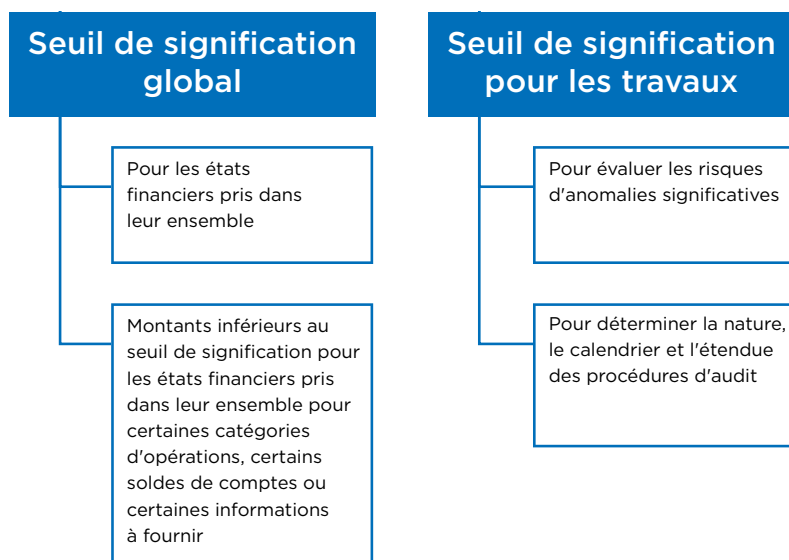 Seuil de signification
global
Pour les états
financiers pris dans
leur ensemble
Montants inférieurs au
seuil de signification pour
les états financiers pris
dans leur ensemble pour
certaines catégories
d'opérations, certains
soldes de comptes ou
certaines informations
à fournir
Seuil de signification
pour les travaux
Pour évaluer les risques
d'anomalies significatives
Pour déterminer la nature,
le calendrier et l'étendue
des procédures d'audit